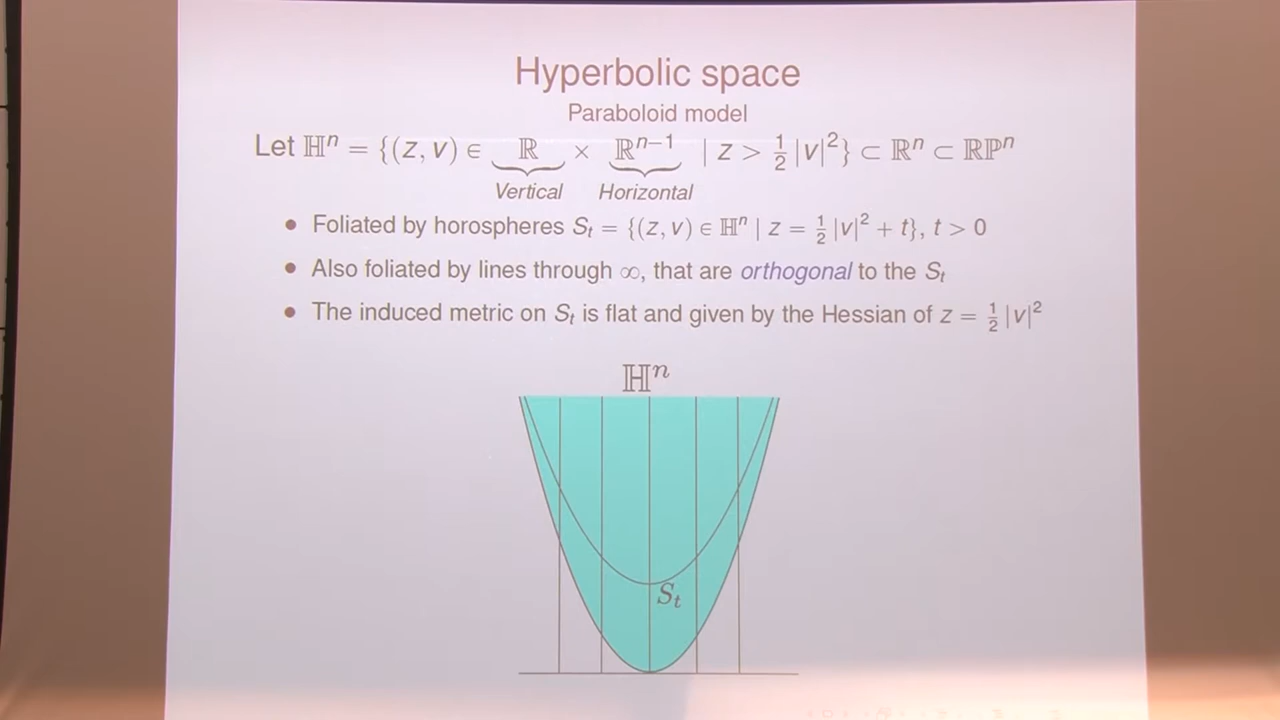 Hyperbolic space
Paraboloid model
Let ℍⁿ = {(z, v) ∈ ℝ × ℝⁿ⁻¹ | z > ½|v|²} ⊂ ℝⁿ ⊂ ℝℙⁿ
Vertical Horizontal
• Foliated by horospheres Sₜ = {(z, v) ∈ ℍⁿ | z = ½|v|² + t}, t > 0
• Also foliated by lines through ∞, that are orthogonal to the Sₜ
• The induced metric on Sₜ is flat and given by the Hessian of z = ½|v|²
ℍⁿ
Sₜ